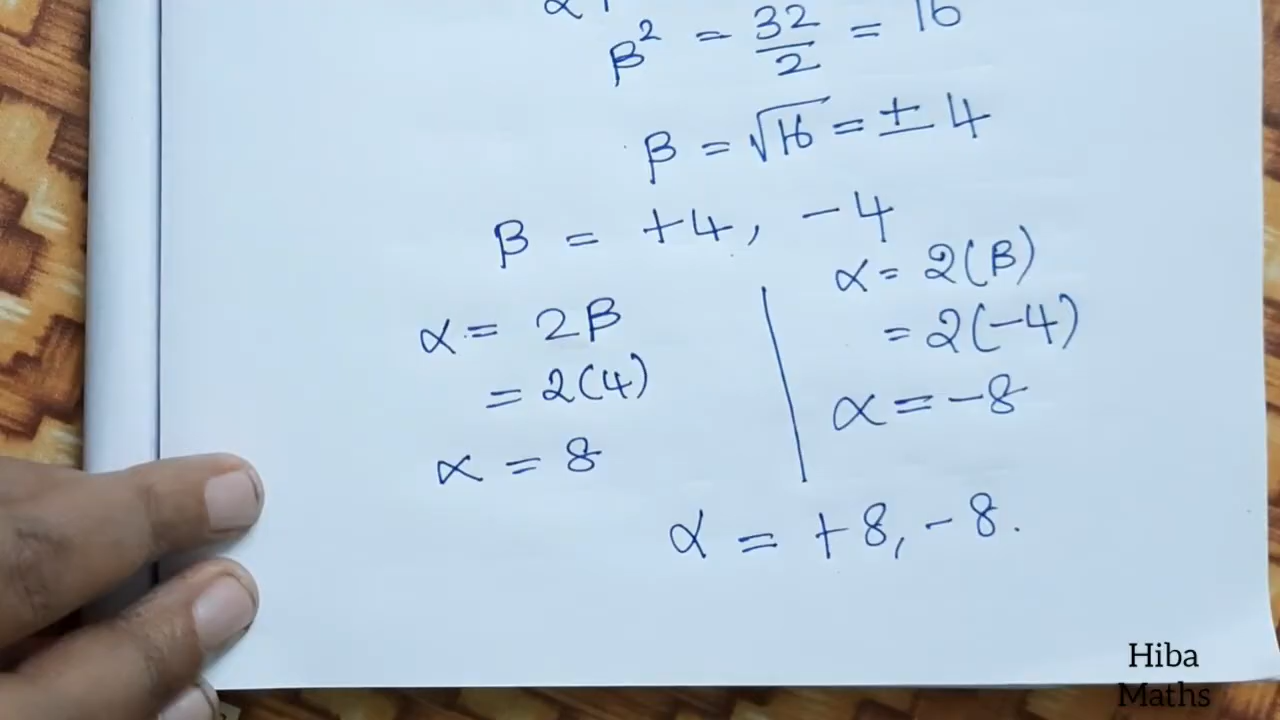 β² = 32/2 = 16
β = √16 = ± 4
β = +4, -4
α = 2β
= 2(4)
α = 8
α = 2(β)
= 2(-4)
α = -8
α = +8, -8.
Hiba
Maths